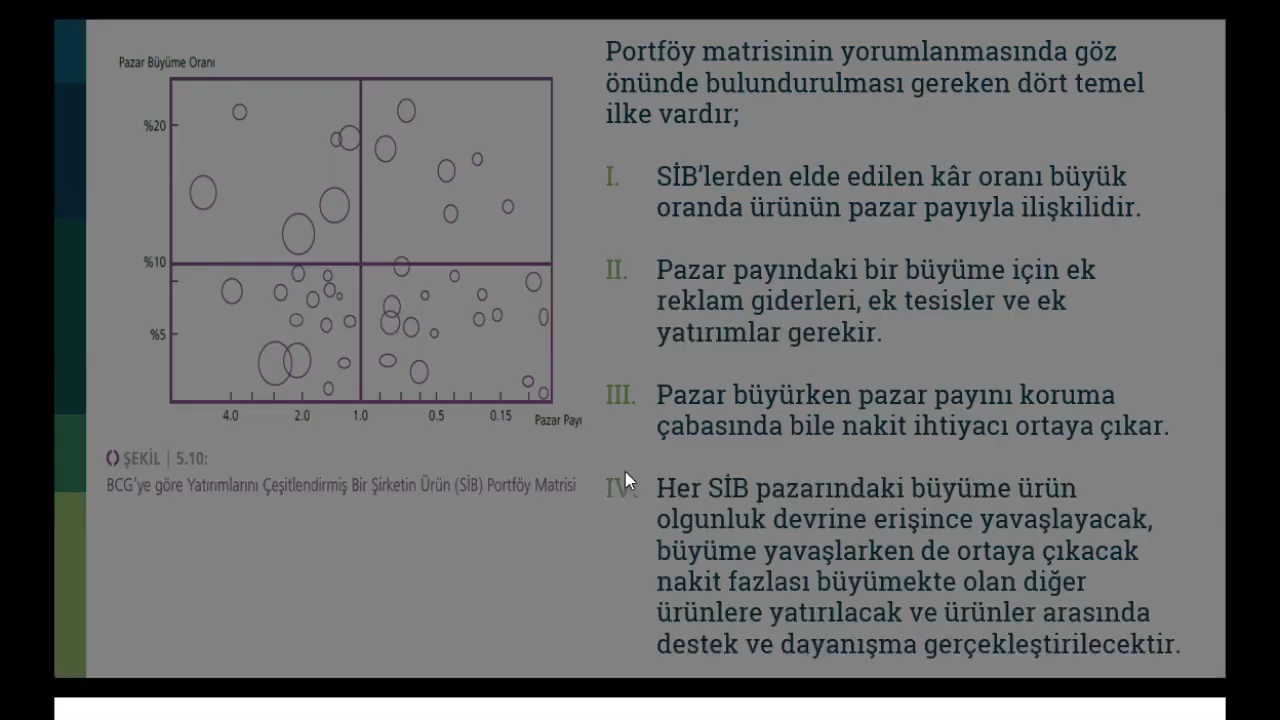 Pazar Büyüme Oranı
%20
%10
%5
4.0 2.0 1.0 0.5 0.15 Pazar Payı
ŞEKİL | 5.10:
BCG'ye göre Yatırımlarını Çeşitlendirmiş Bir Şirketin Ürün (SİB) Portföy Matrisi
Portföy matrisinin yorumlanmasında göz
önünde bulundurulması gereken dört temel
ilke vardır;
I. SİB'lerden elde edilen kâr oranı büyük
oranda ürünün pazar payıyla ilişkilidir.
II. Pazar payındaki bir büyüme için ek
reklam giderleri, ek tesisler ve ek
yatırımlar gerekir.
III. Pazar büyürken pazar payını koruma
çabasında bile nakit ihtiyacı ortaya çıkar.
IV. Her SİB pazarındaki büyüme ürün
olgunluk devrine erişince yavaşlayacak,
büyüme yavaşlarken de ortaya çıkacak
nakit fazlası büyümekte olan diğer
ürünlere yatırılacak ve ürünler arasında
destek ve dayanışma gerçekleştirilecektir.